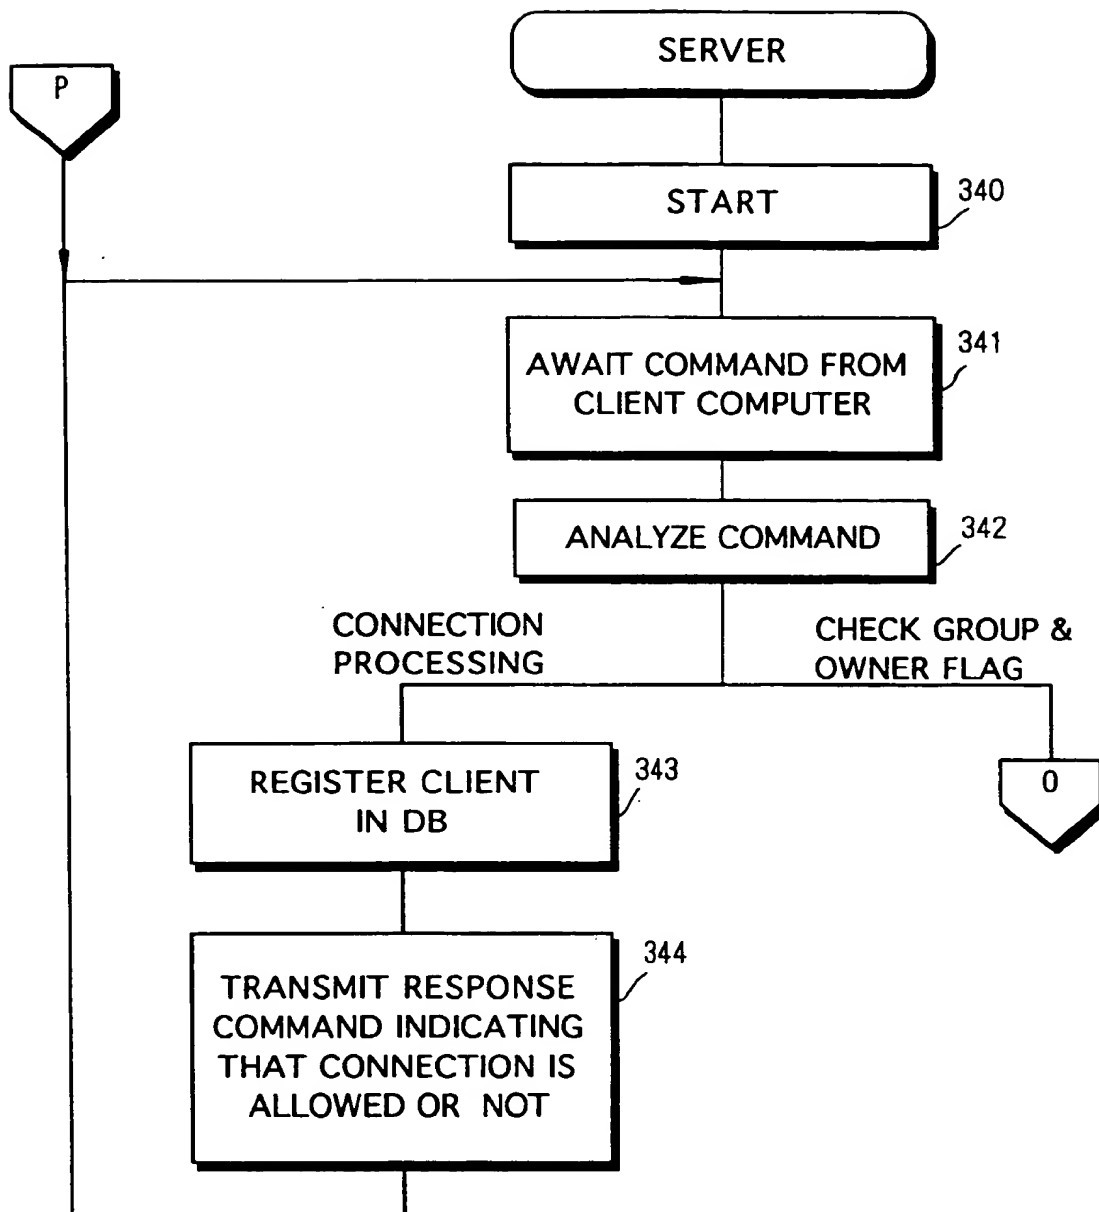 SERVER
P
START
340
AWAIT COMMAND FROM
CLIENT COMPUTER
341
ANALYZE COMMAND
342
CONNECTION
PROCESSING
CHECK GROUP &
OWNER FLAG
REGISTER CLIENT
IN DB
343
O
TRANSMIT RESPONSE
COMMAND INDICATING
THAT CONNECTION IS
ALLOWED OR NOT
344